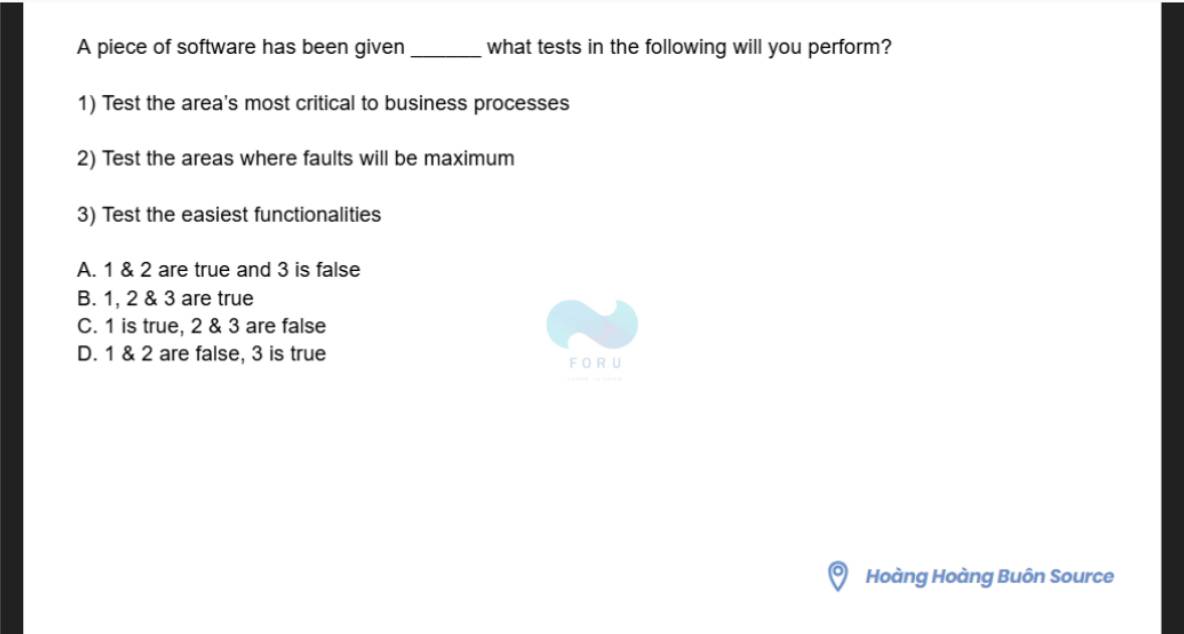 A piece of software has been given ______ what tests in the following will you perform?
1) Test the area's most critical to business processes
2) Test the areas where faults will be maximum
3) Test the easiest functionalities
A. 1 & 2 are true and 3 is false
B. 1, 2 & 3 are true
C. 1 is true, 2 & 3 are false
D. 1 & 2 are false, 3 is true
FORU
Hoàng Hoàng Buôn Source